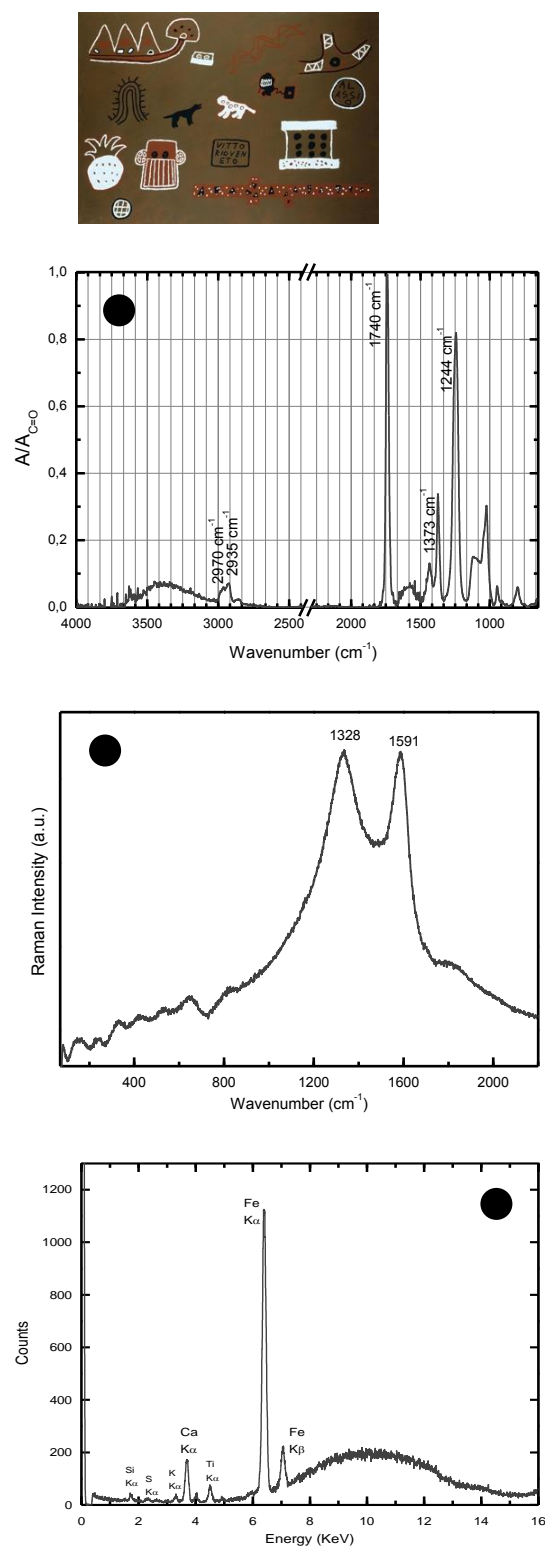 AL
ASSI
O
VITTO
RIOVEN
ETO
1,0
0,8
0,6
0,4
0,2
0,0
A/A C=O
2970 cm-1
2935 cm-1
1740 cm-1
1373 cm-1
1244 cm-1
4000 3500 3000 2500 2000 1500 1000
Wavenumber (cm-1)
1328 1591
Raman Intensity (a.u.)
400 800 1200 1600 2000
Wavenumber (cm-1)
1200
1000
800
600
400
200
0
Counts
Si
Kα
S
Kα
K
Kα
Ca
Kα
Ti
Kα
Fe
Kα
Fe
Kβ
0 2 4 6 8 10 12 14 16
Energy (KeV)